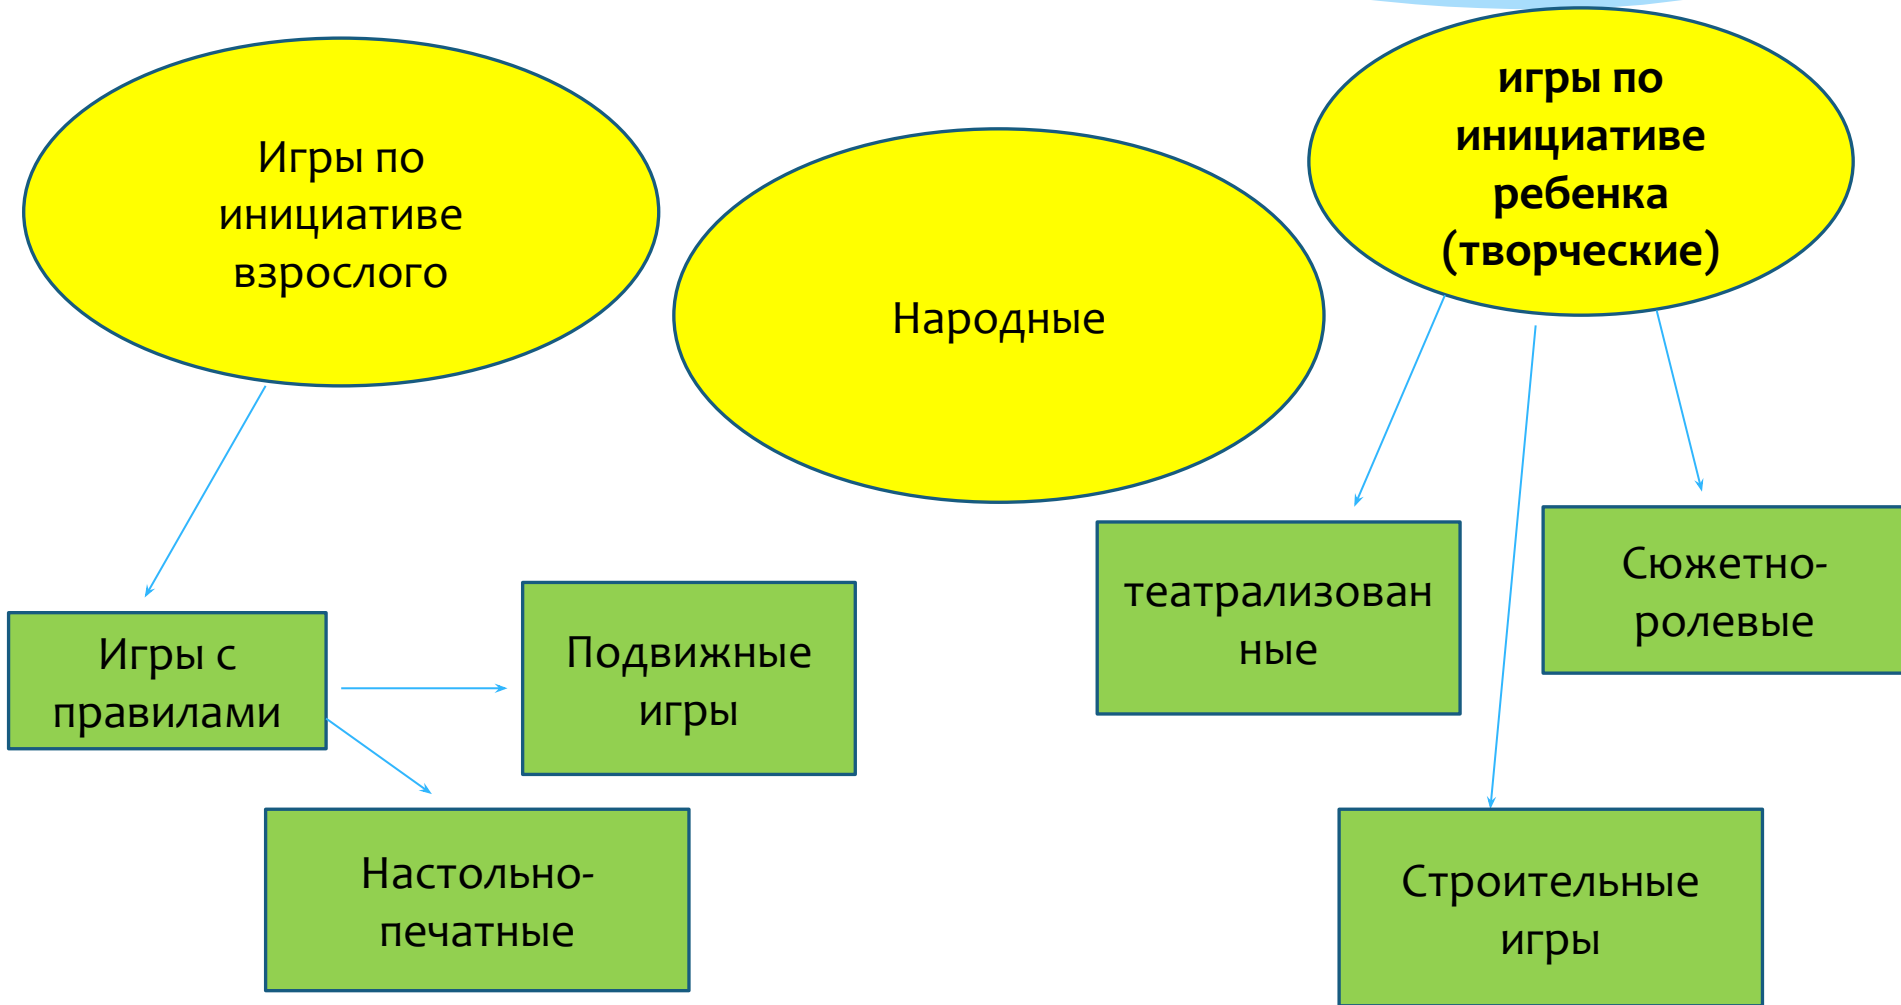 Игры по
инициативе
взрослого
Народные
игры по
инициативе
ребенка
(творческие)
Игры с
правилами
Подвижные
игры
Настольно-
печатные
театрализован
ные
Сюжетно-
ролевые
Строительные
игры